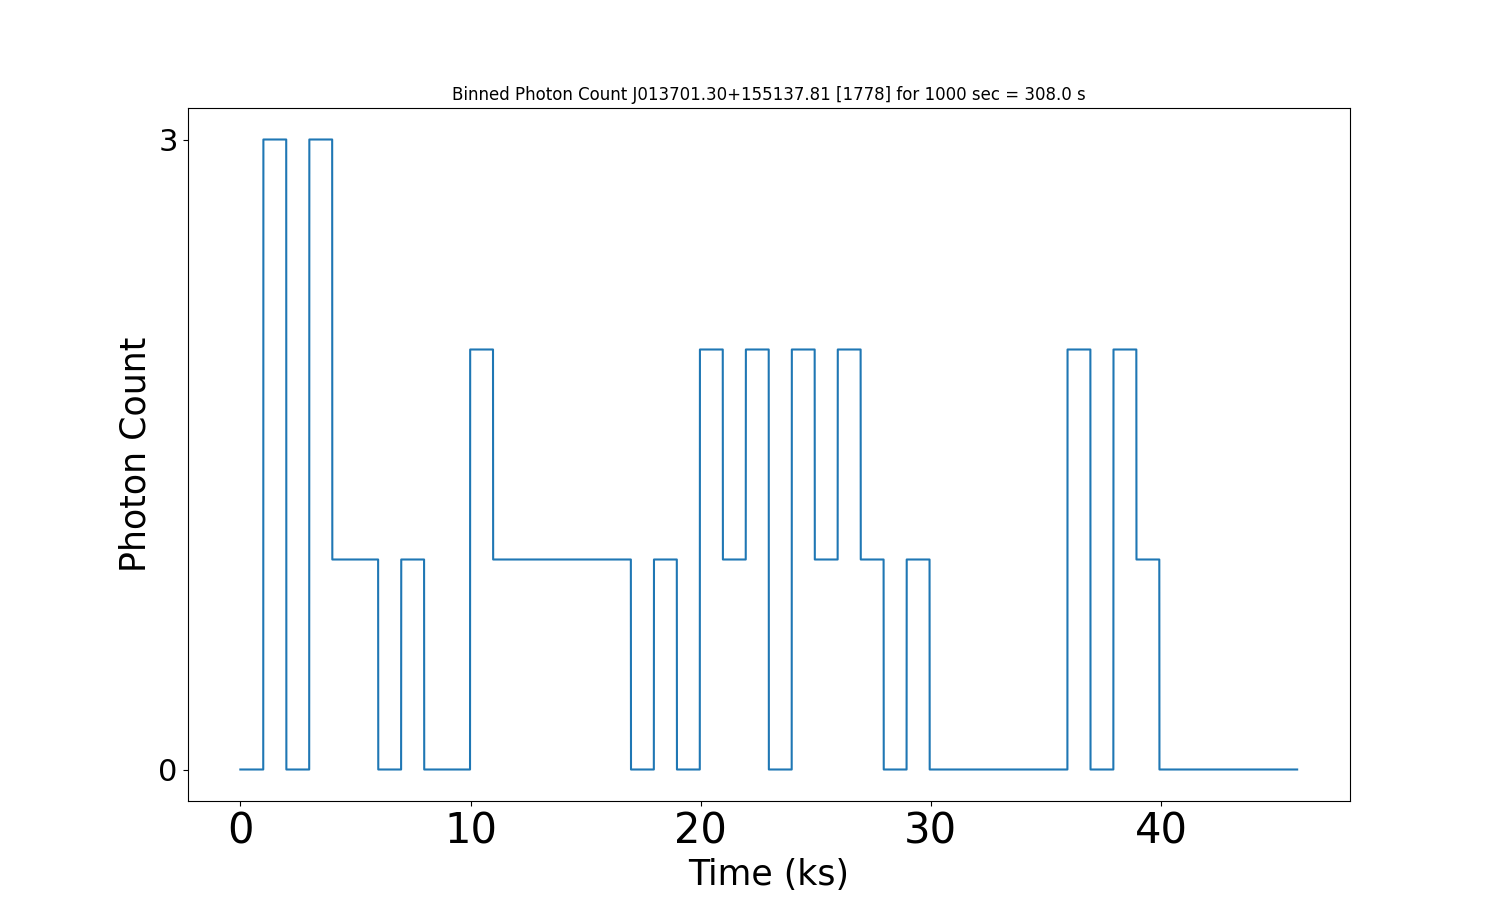 Binned Photon Count J013701.30+155137.81 [1778] for 1000 sec = 308.0 s
3
Photon Count
0
0 10 20 30 40
Time (ks)